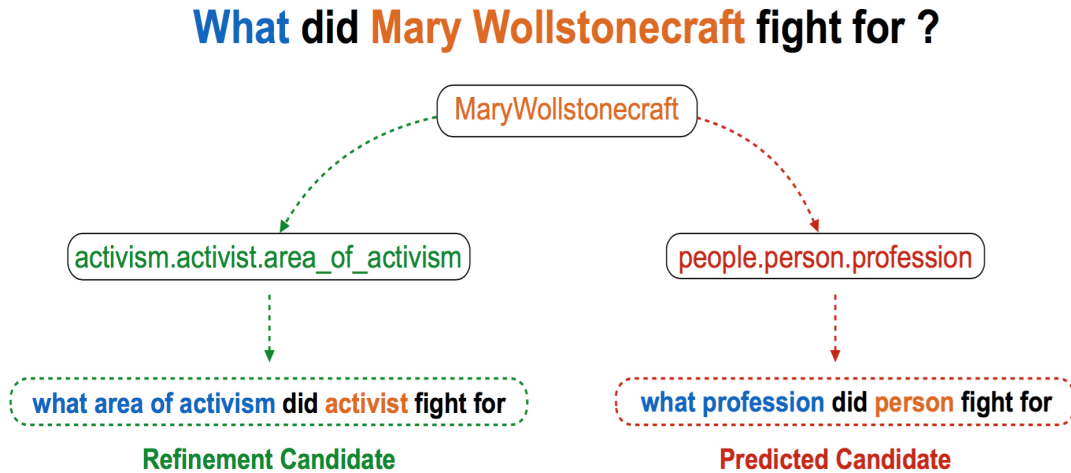 What did Mary Wollstonecraft fight for ?
MaryWollstonecraft
activism.activist.area_of_activism
people.person.profession
what area of activism did activist fight for
what profession did person fight for
Refinement Candidate
Predicted Candidate